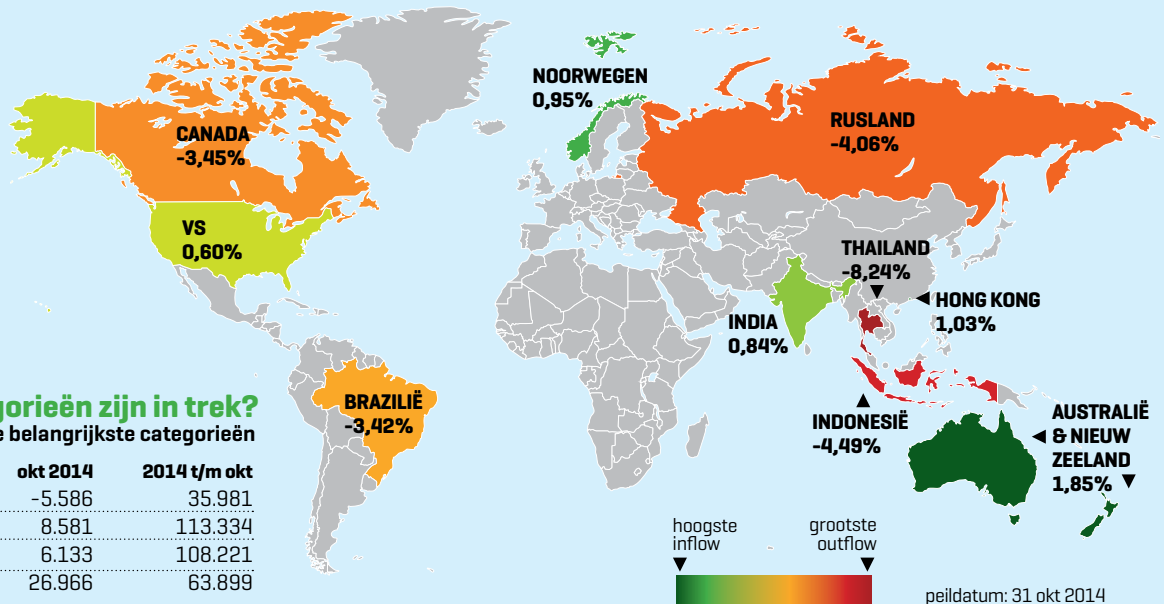 NOORWEGEN
0,95%
CANADA
-3,45%
RUSLAND
-4,06%
VS
0,60%
THAILAND
-8,24%
HONG KONG
1,03%
INDIA
0,84%
BRAZILIË
-3,42%
INDONESIË
-4,49%
AUSTRALIË
& NIEUW
ZEELAND
1,85%
gorieën zijn in trek?
e belangrijkste categorieën
okt 2014 2014 t/m okt
-5.586 35.981
8.581 113.334
6.133 108.221
26.966 63.899
hoogste
inflow
grootste
outflow
peildatum: 31 okt 2014